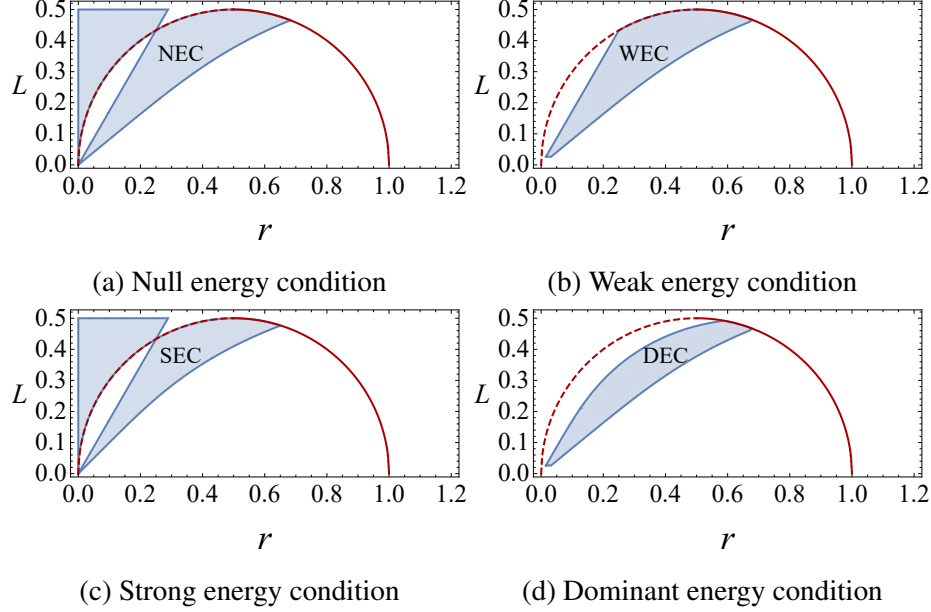 0.5
0.4
0.3
L
0.2
0.1
0.0
NEC
0.0 0.2 0.4 0.6 0.8 1.0 1.2
r
(a) Null energy condition
0.5
0.4
0.3
L
0.2
0.1
0.0
WEC
0.0 0.2 0.4 0.6 0.8 1.0 1.2
r
(b) Weak energy condition
0.5
0.4
0.3
L
0.2
0.1
0.0
SEC
0.0 0.2 0.4 0.6 0.8 1.0 1.2
r
(c) Strong energy condition
0.5
0.4
0.3
L
0.2
0.1
0.0
DEC
0.0 0.2 0.4 0.6 0.8 1.0 1.2
r
(d) Dominant energy condition